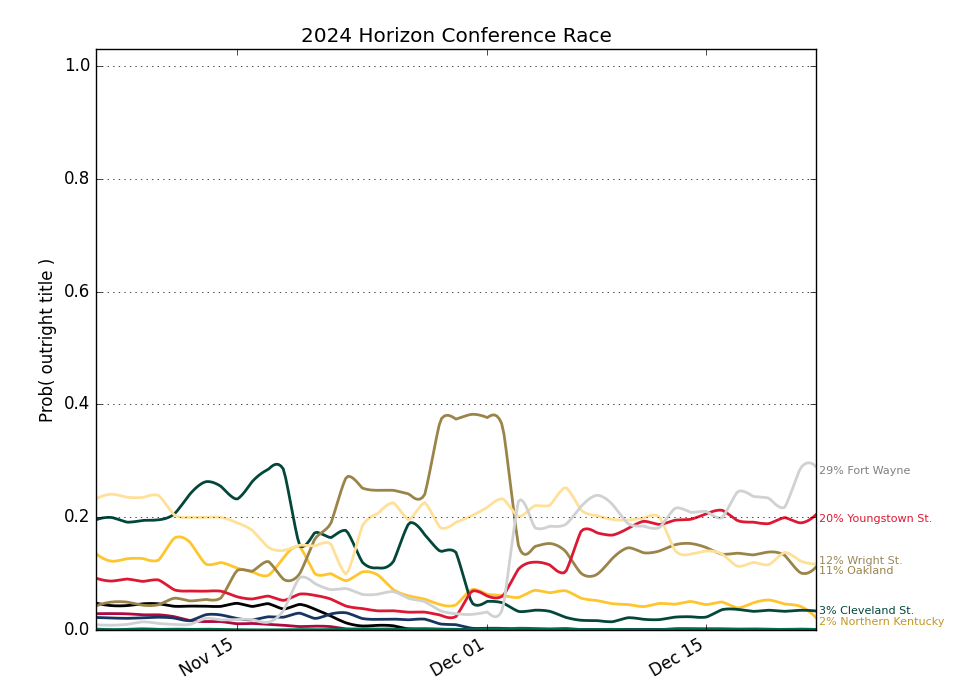 2024 Horizon Conference Race
Prob( outright title )
1.0
0.8
0.6
0.4
0.2
0.0
29% Fort Wayne
20% Youngstown St.
12% Wright St.
11% Oakland
3% Cleveland St.
2% Northern Kentucky
Nov 15
Dec 01
Dec 15